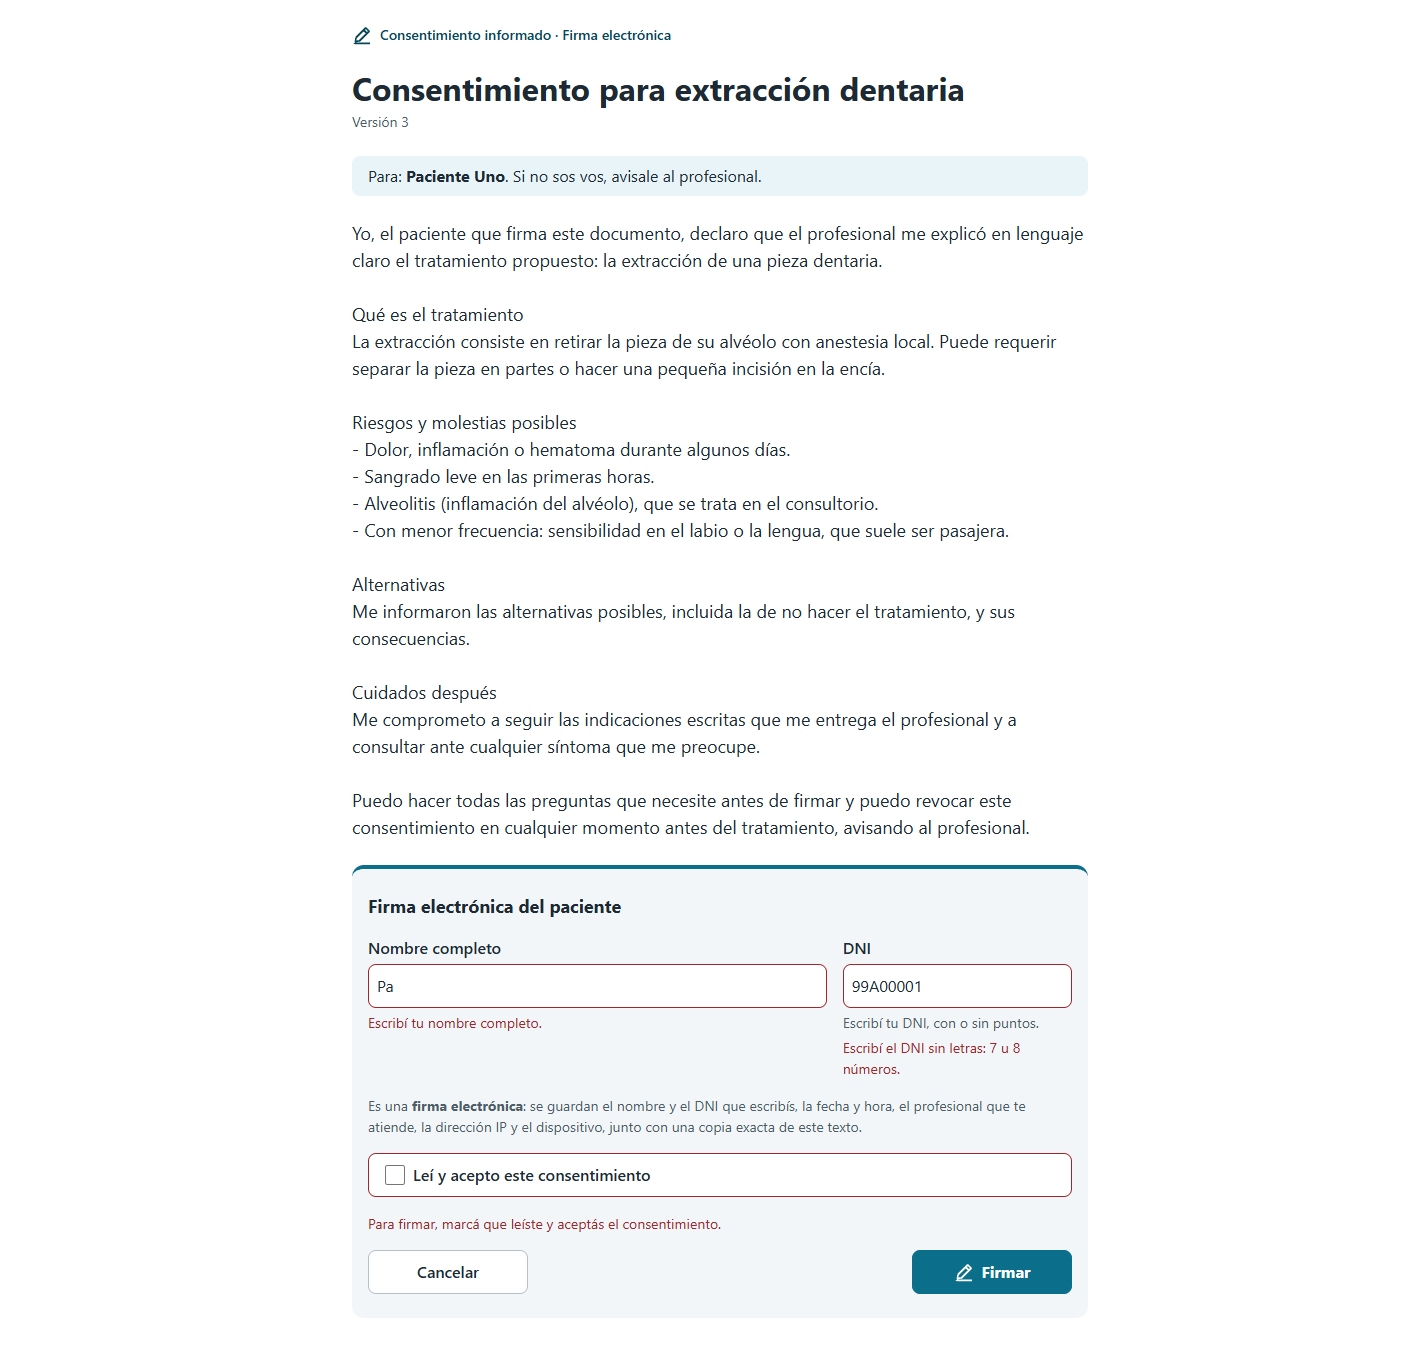 Consentimiento informado · Firma electrónica
Consentimiento para extracción dentaria
Versión 3
Para: Paciente Uno. Si no sos vos, avisale al profesional.
Yo, el paciente que firma este documento, declaro que el profesional me explicó en lenguaje
claro el tratamiento propuesto: la extracción de una pieza dentaria.
Qué es el tratamiento
La extracción consiste en retirar la pieza de su alvéolo con anestesia local. Puede requerir
separar la pieza en partes o hacer una pequeña incisión en la encía.
Riesgos y molestias posibles
- Dolor, inflamación o hematoma durante algunos días.
- Sangrado leve en las primeras horas.
- Alveolitis (inflamación del alvéolo), que se trata en el consultorio.
- Con menor frecuencia: sensibilidad en el labio o la lengua, que suele ser pasajera.
Alternativas
Me informaron las alternativas posibles, incluida la de no hacer el tratamiento, y sus
consecuencias.
Cuidados después
Me comprometo a seguir las indicaciones escritas que me entrega el profesional y a
consultar ante cualquier síntoma que me preocupe.
Puedo hacer todas las preguntas que necesite antes de firmar y puedo revocar este
consentimiento en cualquier momento antes del tratamiento, avisando al profesional.
Firma electrónica del paciente
Nombre completo
Pa
Escribí tu nombre completo.
DNI
99A00001
Escribí tu DNI, con o sin puntos.
Escribí el DNI sin letras: 7 u 8
números.
Es una firma electrónica: se guardan el nombre y el DNI que escribís, la fecha y hora, el profesional que te
atiende, la dirección IP y el dispositivo, junto con una copia exacta de este texto.
Leí y acepto este consentimiento
Para firmar, marcá que leíste y aceptás el consentimiento.
Cancelar
Firmar